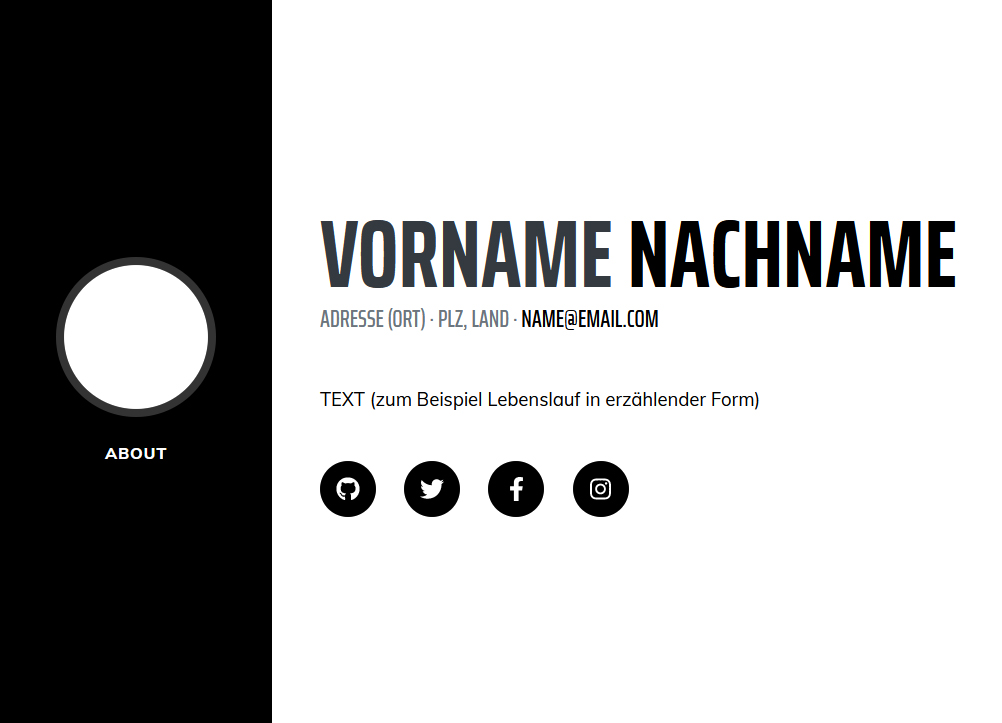 ABOUT
VORNAME NACHNAME
ADRESSE (ORT) · PLZ, LAND · NAME@EMAIL.COM
TEXT (zum Beispiel Lebenslauf in erzählender Form)